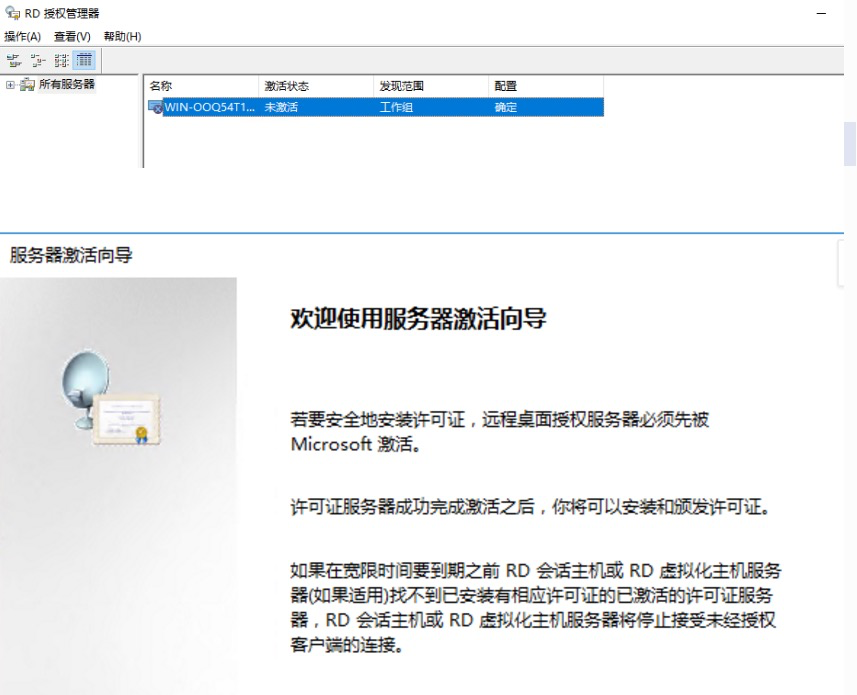 RD 授权管理器
操作(A) 查看(V) 帮助(H)
所有服务器
名称 激活状态 发现范围 配置
WIN-OOQ54T1... 未激活 工作组 确定
服务器激活向导
欢迎使用服务器激活向导
若要安全地安装许可证，远程桌面授权服务器必须先被
Microsoft 激活。
许可证服务器成功完成激活之后，你将可以安装和颁发许可证。
如果在宽限时间要到期之前 RD 会话主机或 RD 虚拟化主机服务
器(如果适用)找不到已安装有相应许可证的已激活的许可证服务
器，RD 会话主机或 RD 虚拟化主机服务器将停止接受未经授权
客户端的连接。